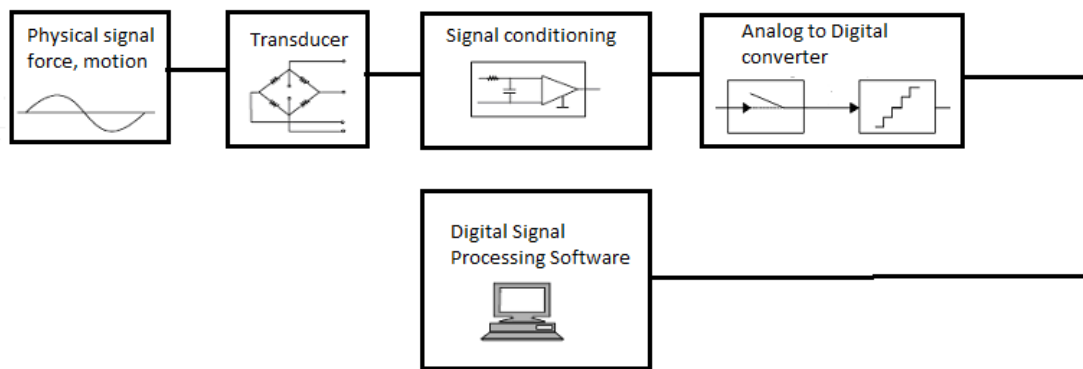 Physical signal
force, motion
Transducer
Signal conditioning
Analog to Digital
converter
Digital Signal
Processing Software